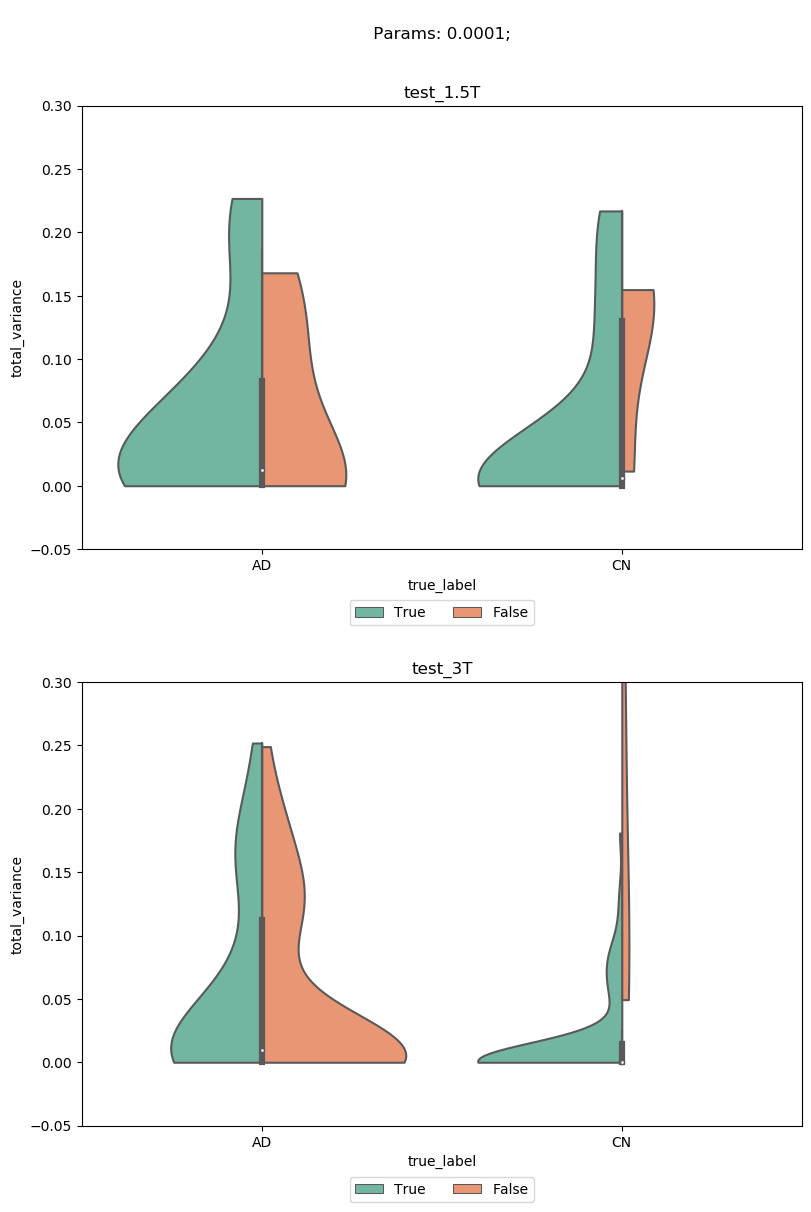 Params: 0.0001;
test_1.5T
0.30
0.25
0.20
0.15
0.10
0.05
0.00
−0.05
total_variance
AD CN
true_label
True False
test_3T
0.30
0.25
0.20
0.15
0.10
0.05
0.00
−0.05
total_variance
AD CN
true_label
True False